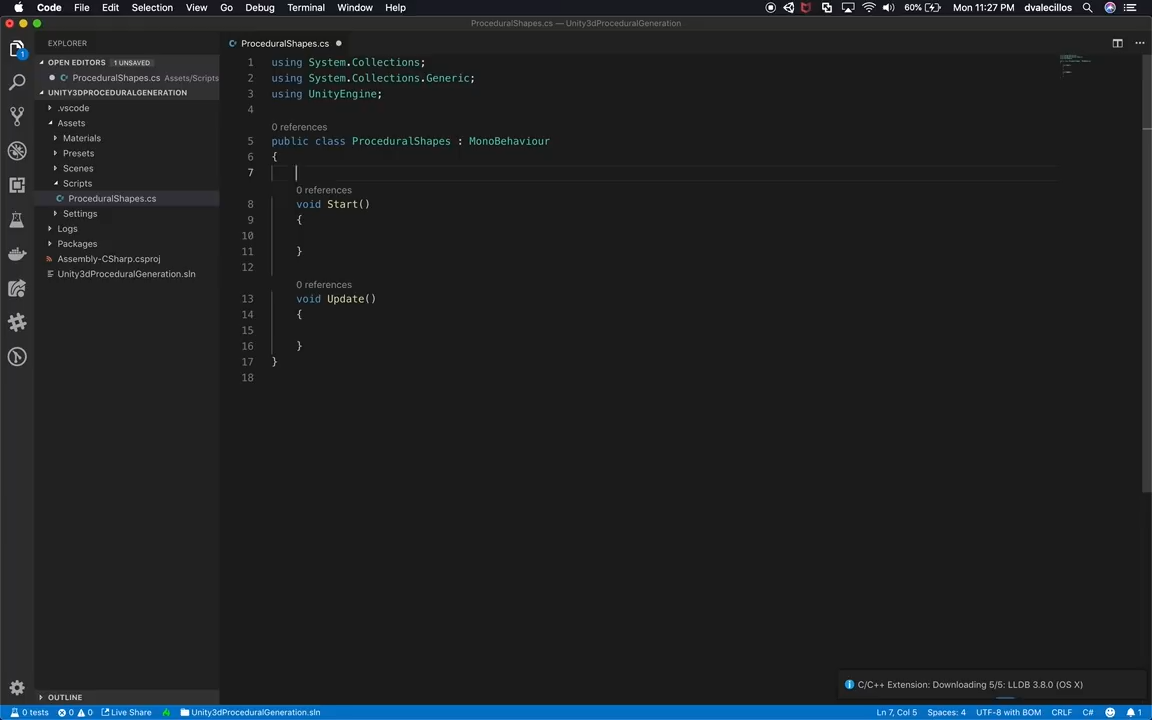 Code File Edit Selection View Go Debug Terminal Window Help 60% Mon 11:27 PM dvalecillos
ProceduralShapes.cs — Unity3dProceduralGeneration
EXPLORER
OPEN EDITORS 1 UNSAVED
ProceduralShapes.cs Assets/Scripts
UNITY3DPROCEDURALGENERATION
.vscode
Assets
Materials
Presets
Scenes
Scripts
ProceduralShapes.cs
Settings
Logs
Packages
Assembly-CSharp.csproj
Unity3dProceduralGeneration.sln
OUTLINE
1
ProceduralShapes.cs
1 using System.Collections;
2 using System.Collections.Generic;
3 using UnityEngine;
4
0 references
5 public class ProceduralShapes : MonoBehaviour
6 {
7
0 references
8 void Start()
9 {
10
11 }
12
0 references
13 void Update()
14 {
15
16 }
17 }
18
C/C++ Extension: Downloading 5/5: LLDB 3.8.0 (OS X)
0 tests 0 0 Live Share Unity3dProceduralGeneration.sln Ln 7, Col 5 Spaces: 4 UTF-8 with BOM CRLF C# 1